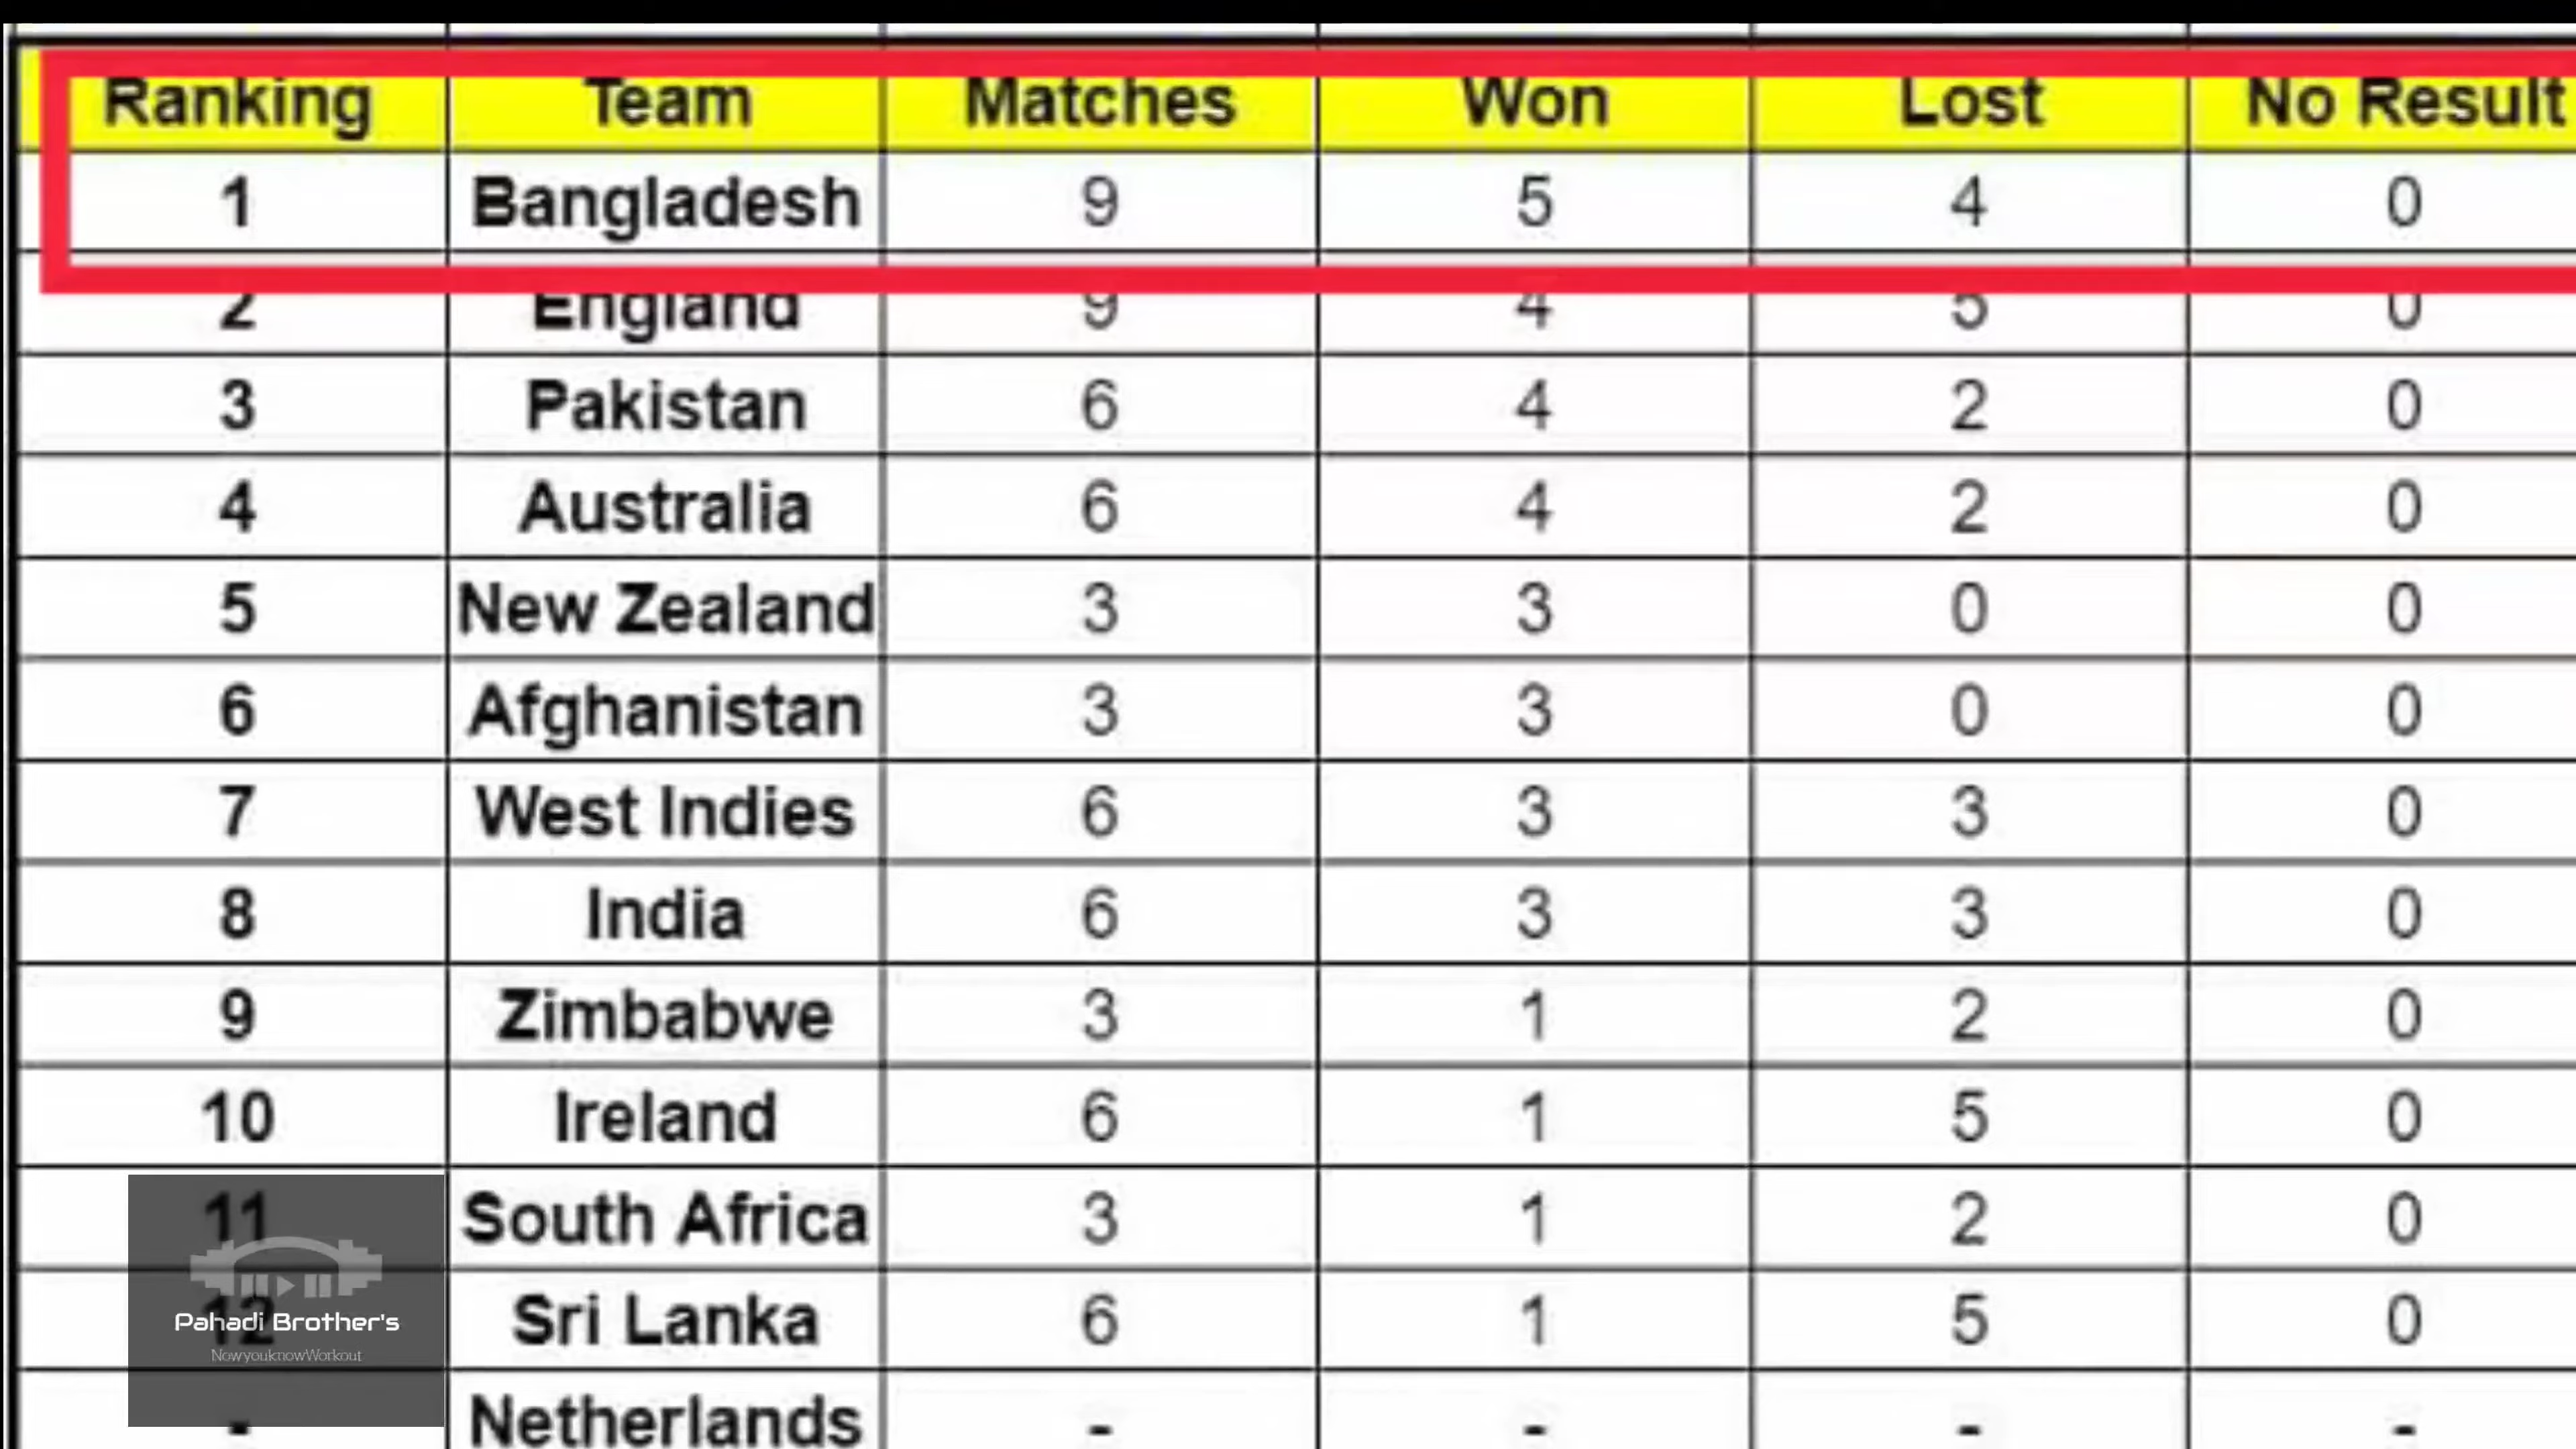 Ranking Team Matches Won Lost No Result
1 Bangladesh 9 5 4 0
2 England 9 4 5 0
3 Pakistan 6 4 2 0
4 Australia 6 4 2 0
5 New Zealand 3 3 0 0
6 Afghanistan 3 3 0 0
7 West Indies 6 3 3 0
8 India 6 3 3 0
9 Zimbabwe 3 1 2 0
10 Ireland 6 1 5 0
11 South Africa 3 1 2 0
12 Sri Lanka 6 1 5 0
- Netherlands - - - -
Pahadi Brother's
NowyouknowWorkout